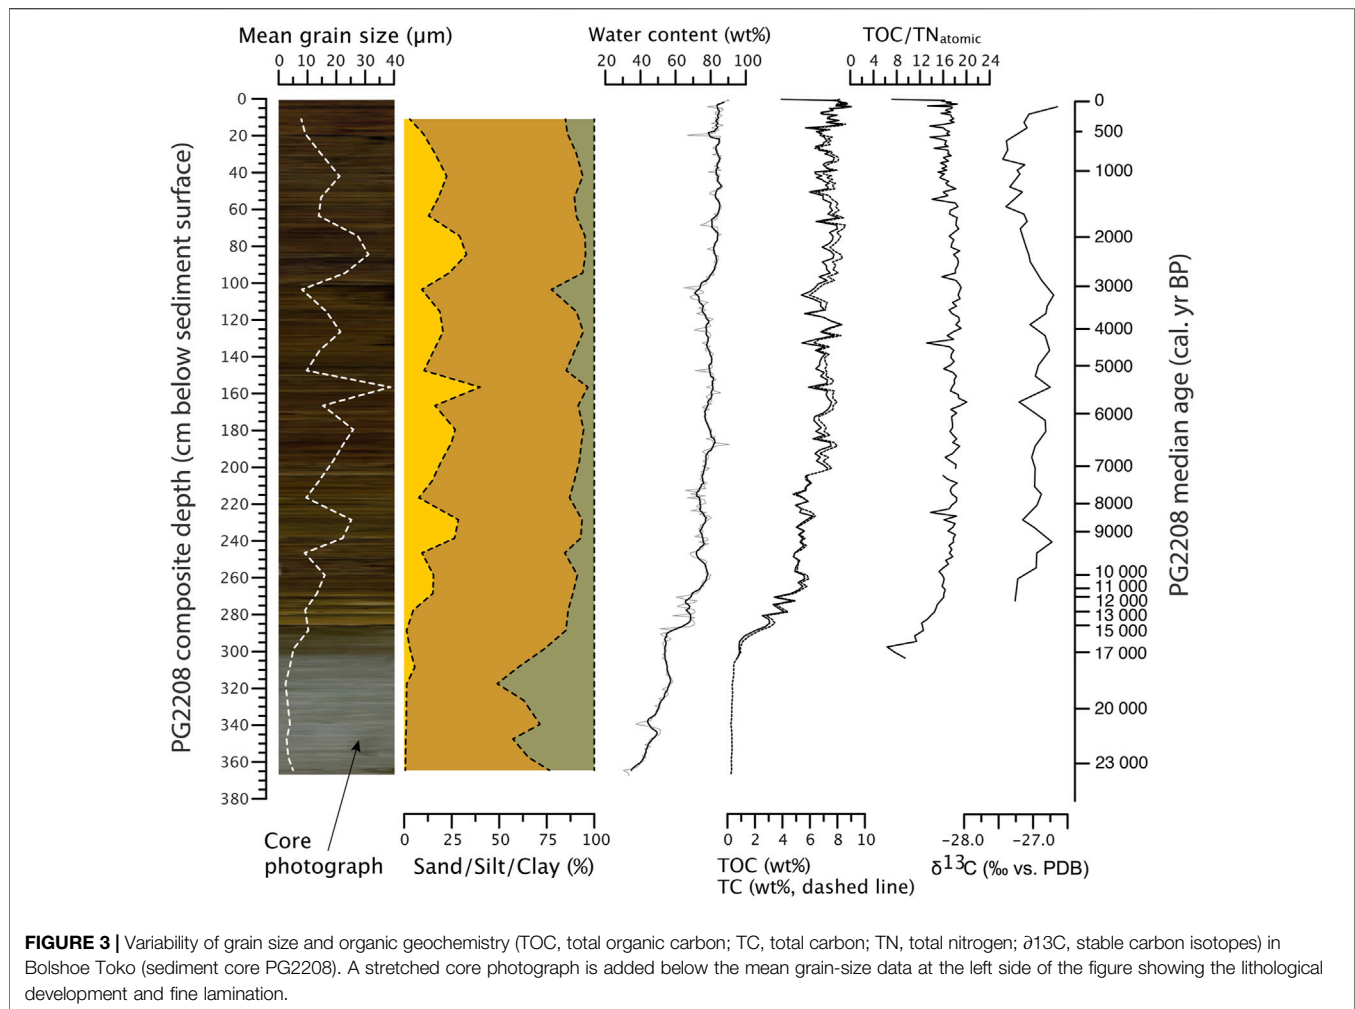 Mean grain size (µm)
Water content (wt%)
TOC/TNatomic
0 10 20 30 40
20 40 60 80 100
0 4 8 12 16 20 24
PG2208 composite depth (cm below sediment surface)
0
20
40
60
80
100
120
140
160
180
200
220
240
260
280
300
320
340
360
380
0
500
1000
2000
3000
4000
5000
6000
7000
8000
9000
10 000
11 000
12 000
13 000
15 000
17 000
20 000
23 000
PG2208 median age (cal. yr BP)
Core
photograph
0 25 75 100
Sand/Silt/Clay (%)
0 2 4 6 8 10
TOC (wt%)
TC (wt%, dashed line)
−28.0 −27.0
δ13C (‰ vs. PDB)
FIGURE 3 | Variability of grain size and organic geochemistry (TOC, total organic carbon; TC, total carbon; TN, total nitrogen; ∂13C, stable carbon isotopes) in
Bolshoe Toko (sediment core PG2208). A stretched core photograph is added below the mean grain-size data at the left side of the figure showing the lithological
development and fine lamination.